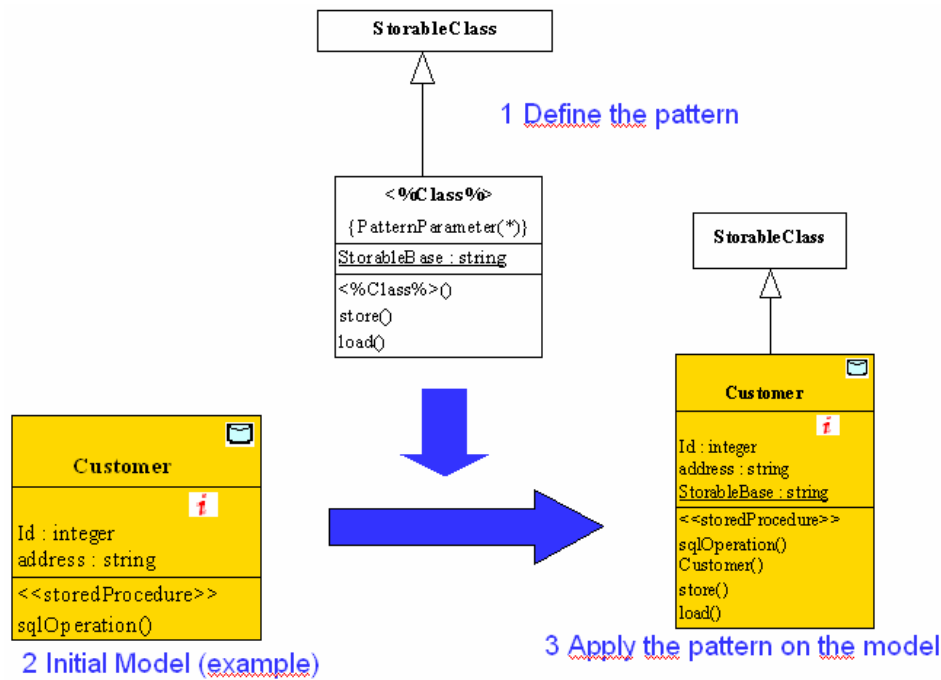 StorableClass
1 Define the pattern
<%Class%>
{PatternParameter(*)}
StorableBase : string
<%Class%>()
store()
load()
StorableClass
Customer
i
Id : integer
address : string
<<storedProcedure>>
sqlOperation()
2 Initial Model (example)
Customer
i
Id : integer
address : string
StorableBase : string
<<storedProcedure>>
sqlOperation()
Customer()
store()
load()
3 Apply the pattern on the model